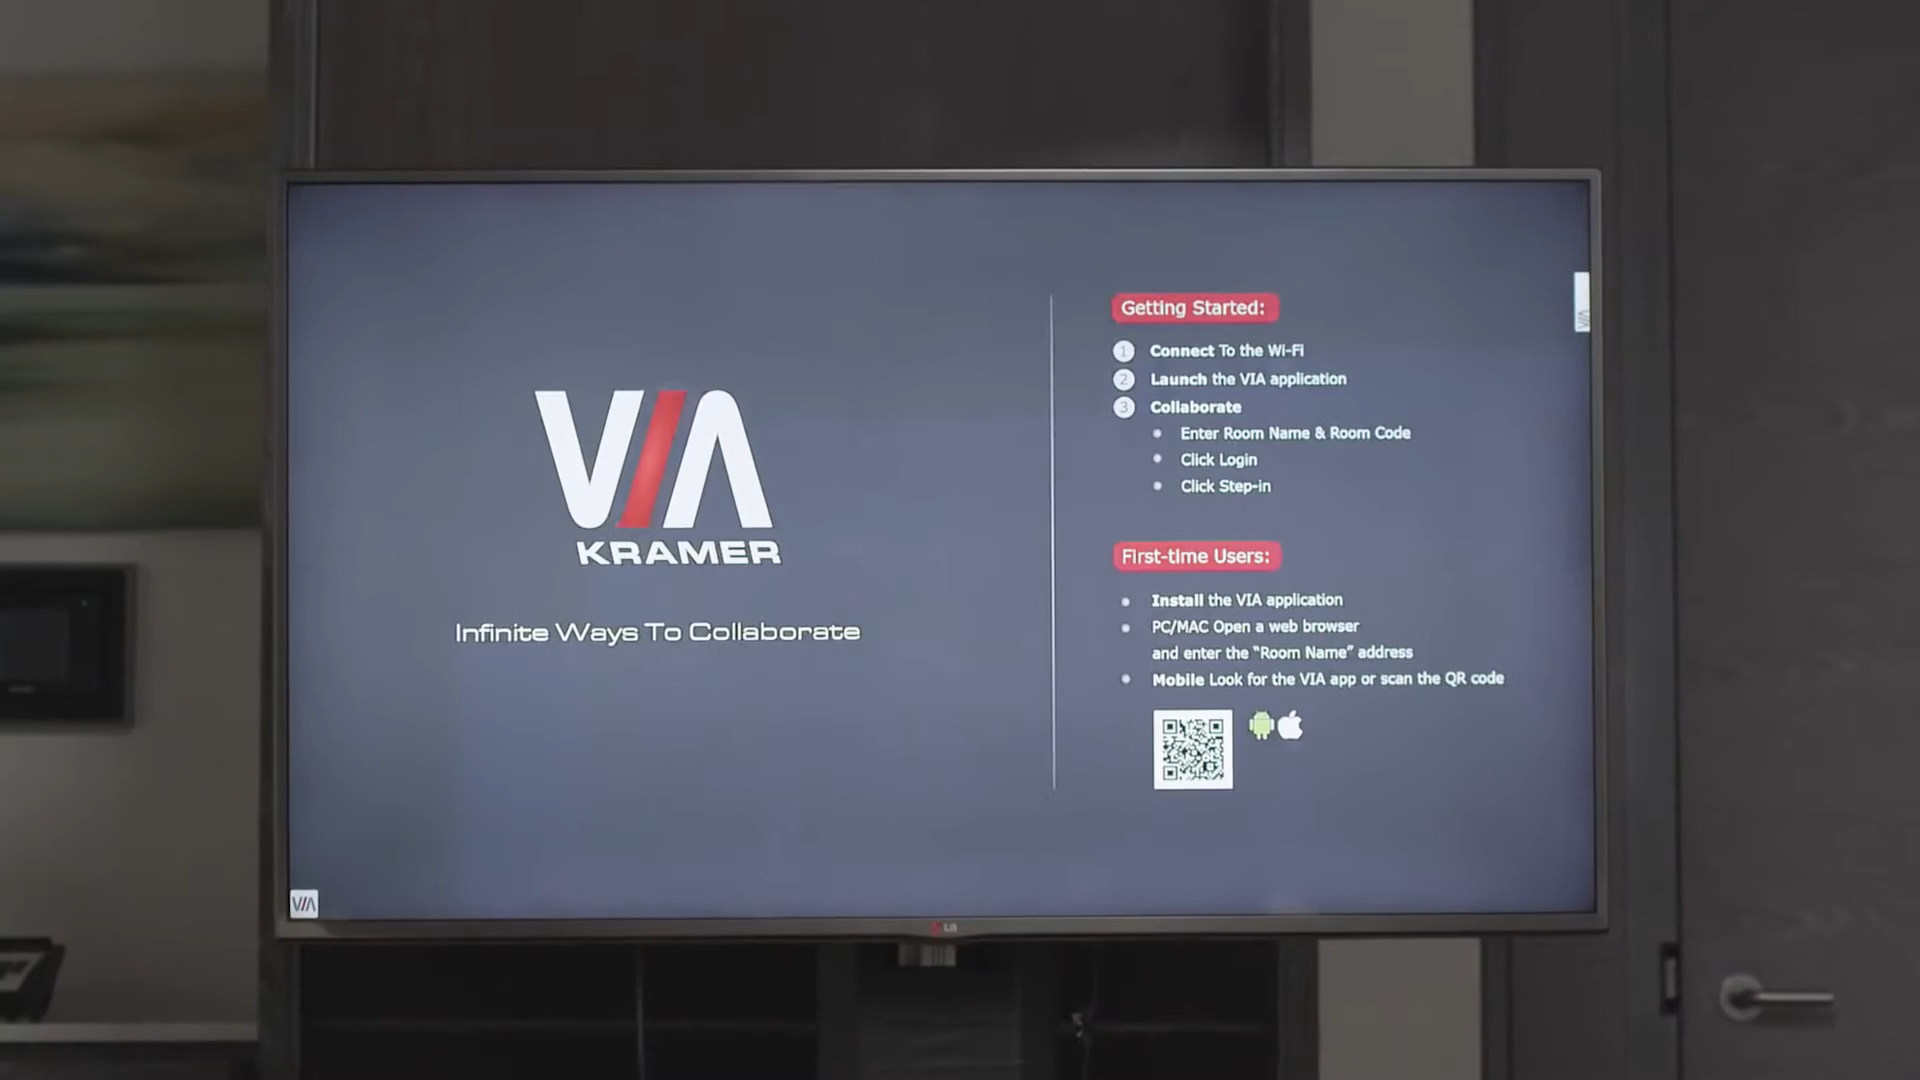 VIA
KRAMER
Infinite Ways To Collaborate
Getting Started:
1 Connect To the Wi-Fi
2 Launch the VIA application
3 Collaborate
Enter Room Name & Room Code
Click Login
Click Step-in
First-time Users:
Install the VIA application
PC/MAC Open a web browser
and enter the “Room Name” address
Mobile Look for the VIA app or scan the QR code
VIA
VIA
LG